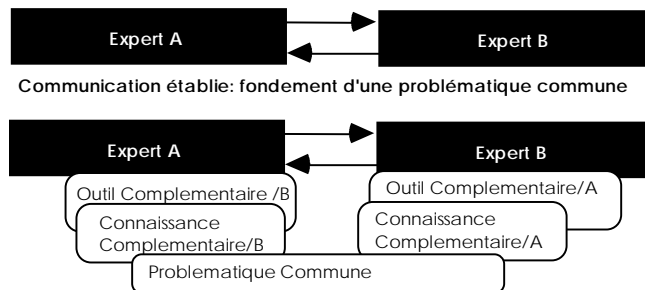 Expert A
Expert B
Communication établie: fondement d'une problématique commune
Expert A
Expert B
Outil Complementaire /B
Outil Complementaire/A
Connaissance
Complementaire/B
Connaissance
Complementaire/A
Problematique Commune